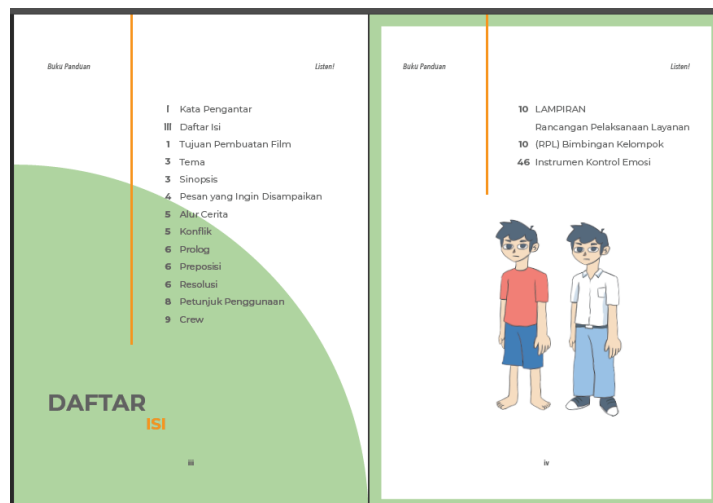 Buku Panduan
Listen!
I Kata Pengantar
III Daftar Isi
1 Tujuan Pembuatan Film
3 Tema
3 Sinopsis
4 Pesan yang Ingin Disampaikan
5 Alur Cerita
5 Konflik
6 Prolog
6 Preposisi
6 Resolusi
8 Petunjuk Penggunaan
9 Crew
DAFTAR
ISI
iii
Buku Panduan
Listen!
10 LAMPIRAN
Rancangan Pelaksanaan Layanan
10 (RPL) Bimbingan Kelompok
46 Instrumen Kontrol Emosi
iv